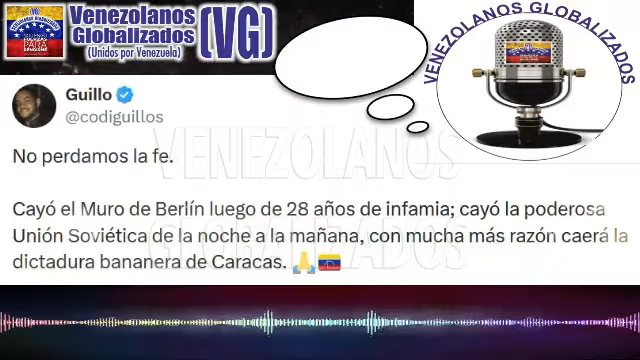 Venezolanos
Globalizados
(Unidos por Venezuela)
(VG)
VENEZOLANOS GLOBALIZADOS
Guillo
@codiguillos
No perdamos la fe.
Cayó el Muro de Berlín luego de 28 años de infamia; cayó la poderosa
Unión Soviética de la noche a la mañana, con mucha más razón caerá la
dictadura bananera de Caracas. 🙏🇻🇪
VENEZOLANOS
GLOBALIZADOS